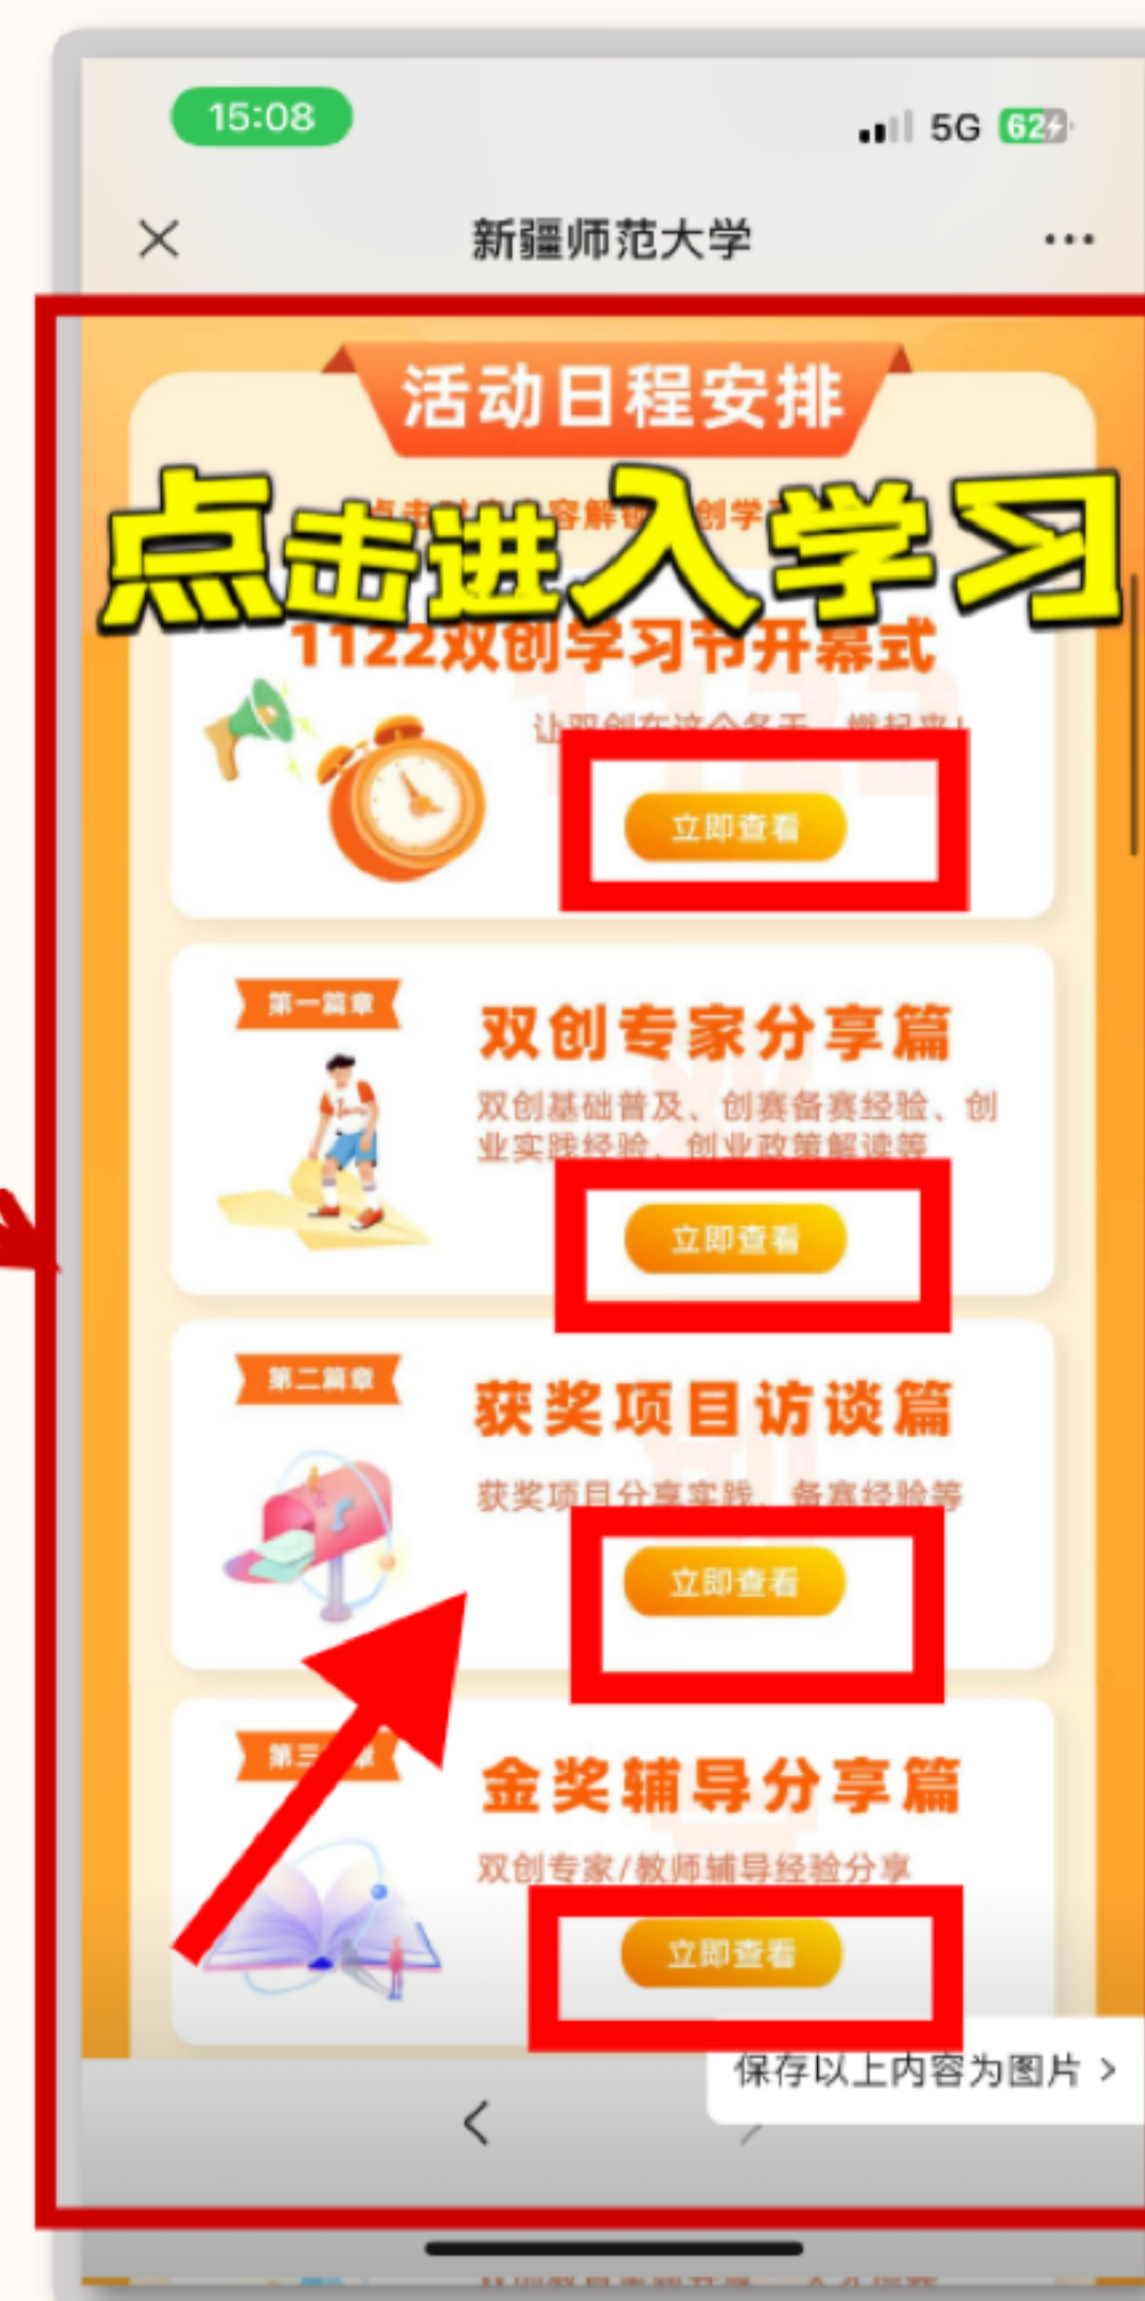 15:08
5G 62
新疆师范大学
活动日程安排
点击进入学习
1122双创学习节开幕式
立即查看
第一篇章
双创专家分享篇
双创基础普及、创赛备赛经验、创
业实践经验、创业政策解读等
立即查看
第二篇章
获奖项目访谈篇
获奖项目分享实践、备赛经验等
立即查看
第三
金奖辅导分享篇
双创专家/教师辅导经验分享
立即查看
保存以上内容为图片 >